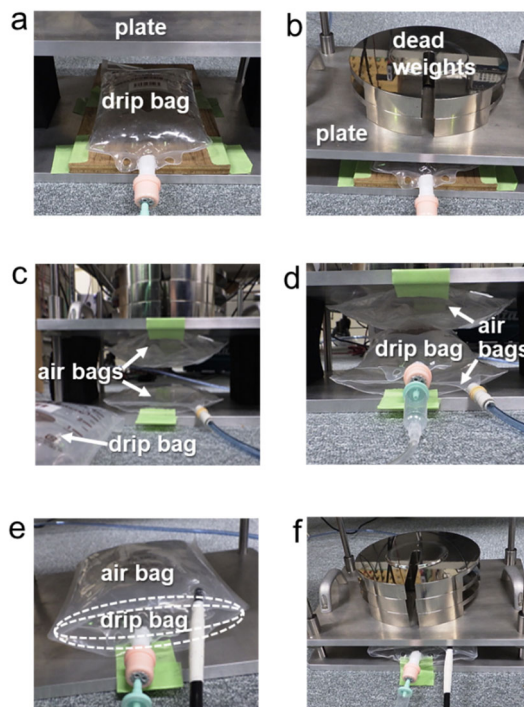 a
plate
drip bag
b
dead
weights
plate
c
air bags
drip bag
d
air
bags
drip bag
e
air bag
drip bag
f